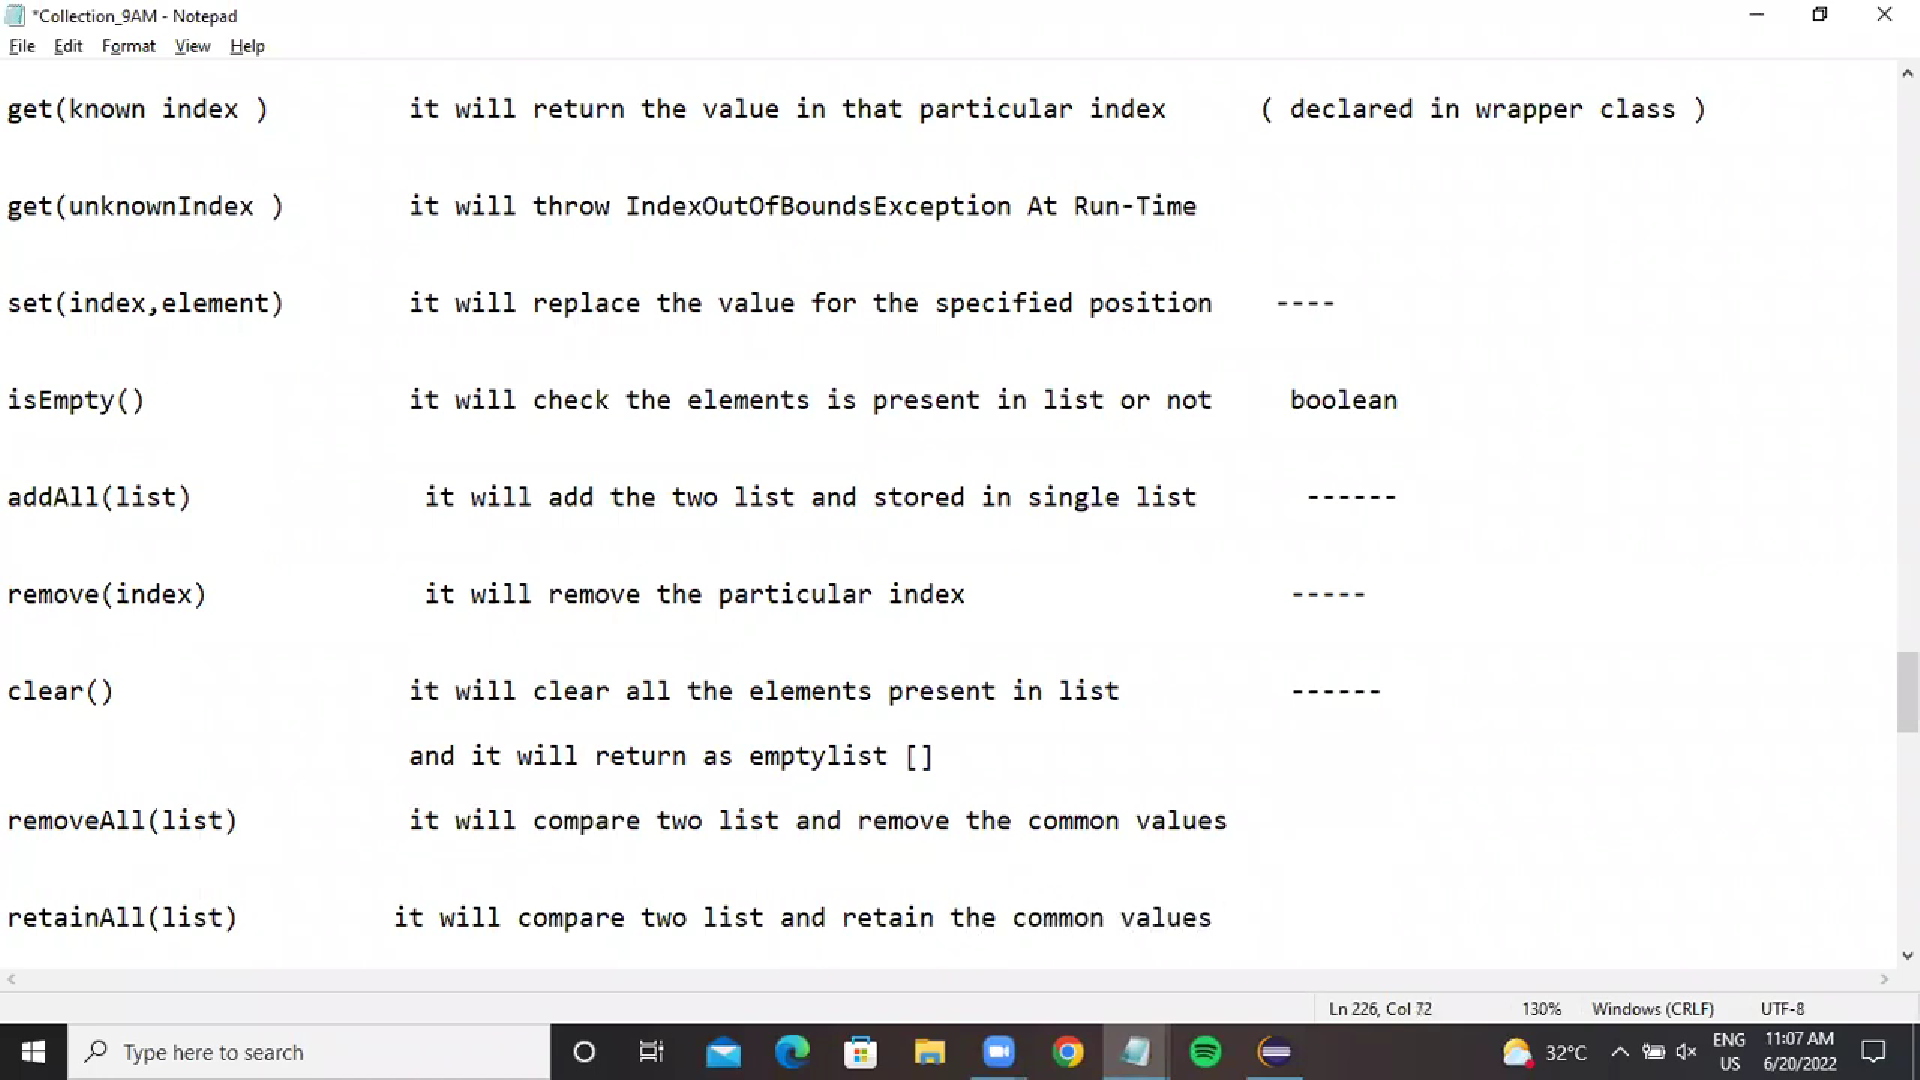 *Collection_9AM - Notepad
File Edit Format View Help
get(known index ) it will return the value in that particular index ( declared in wrapper class )
get(unknownIndex ) it will throw IndexOutOfBoundsException At Run-Time
set(index,element) it will replace the value for the specified position ----
isEmpty() it will check the elements is present in list or not boolean
addAll(list) it will add the two list and stored in single list ------
remove(index) it will remove the particular index -----
clear() it will clear all the elements present in list ------
and it will return as emptylist []
removeAll(list) it will compare two list and remove the common values
retainAll(list) it will compare two list and retain the common values
Ln 226, Col 72 130% Windows (CRLF) UTF-8
Type here to search 32°C ENG US 11:07 AM 6/20/2022